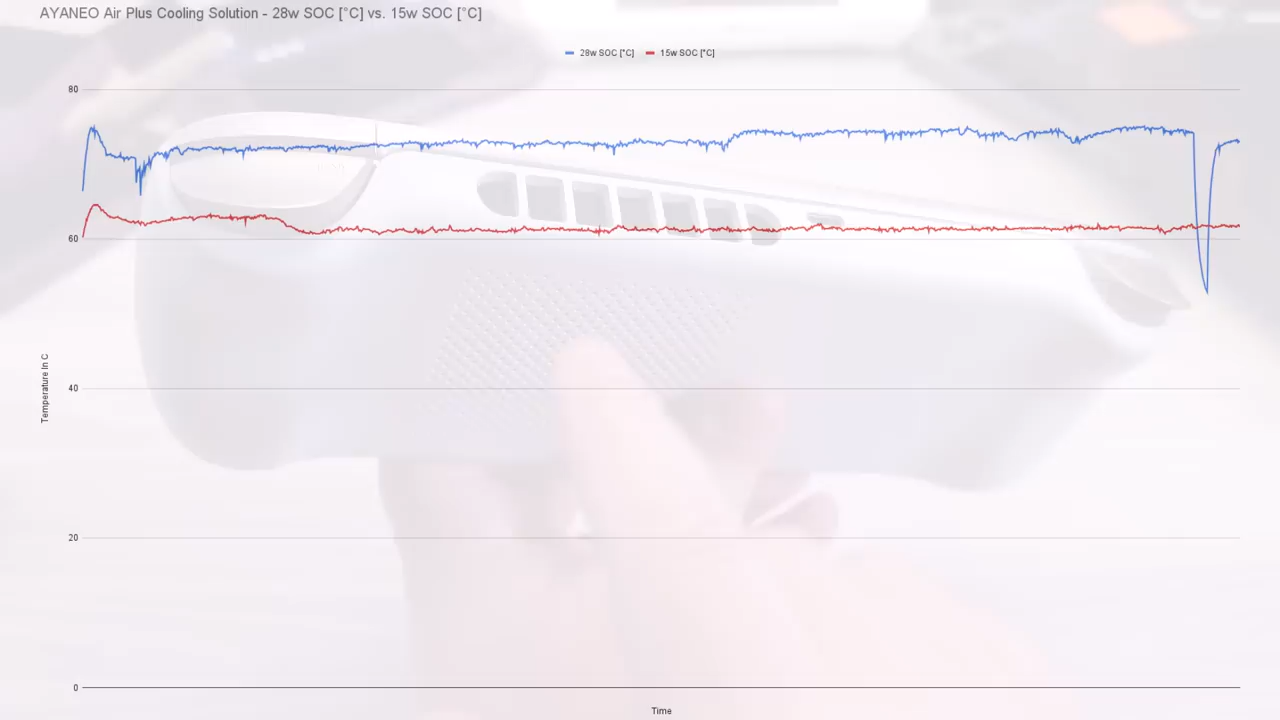 AYANEO Air Plus Cooling Solution - 28w SOC [°C] vs. 15w SOC [°C]
28w SOC [°C] 15w SOC [°C]
80
60
Temperature In C
40
20
0
Time